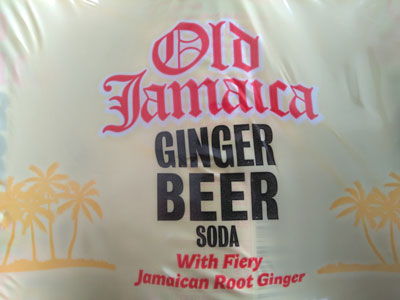 Old
Jamaica
GINGER
BEER
SODA
With Fiery
Jamaican Root Ginger